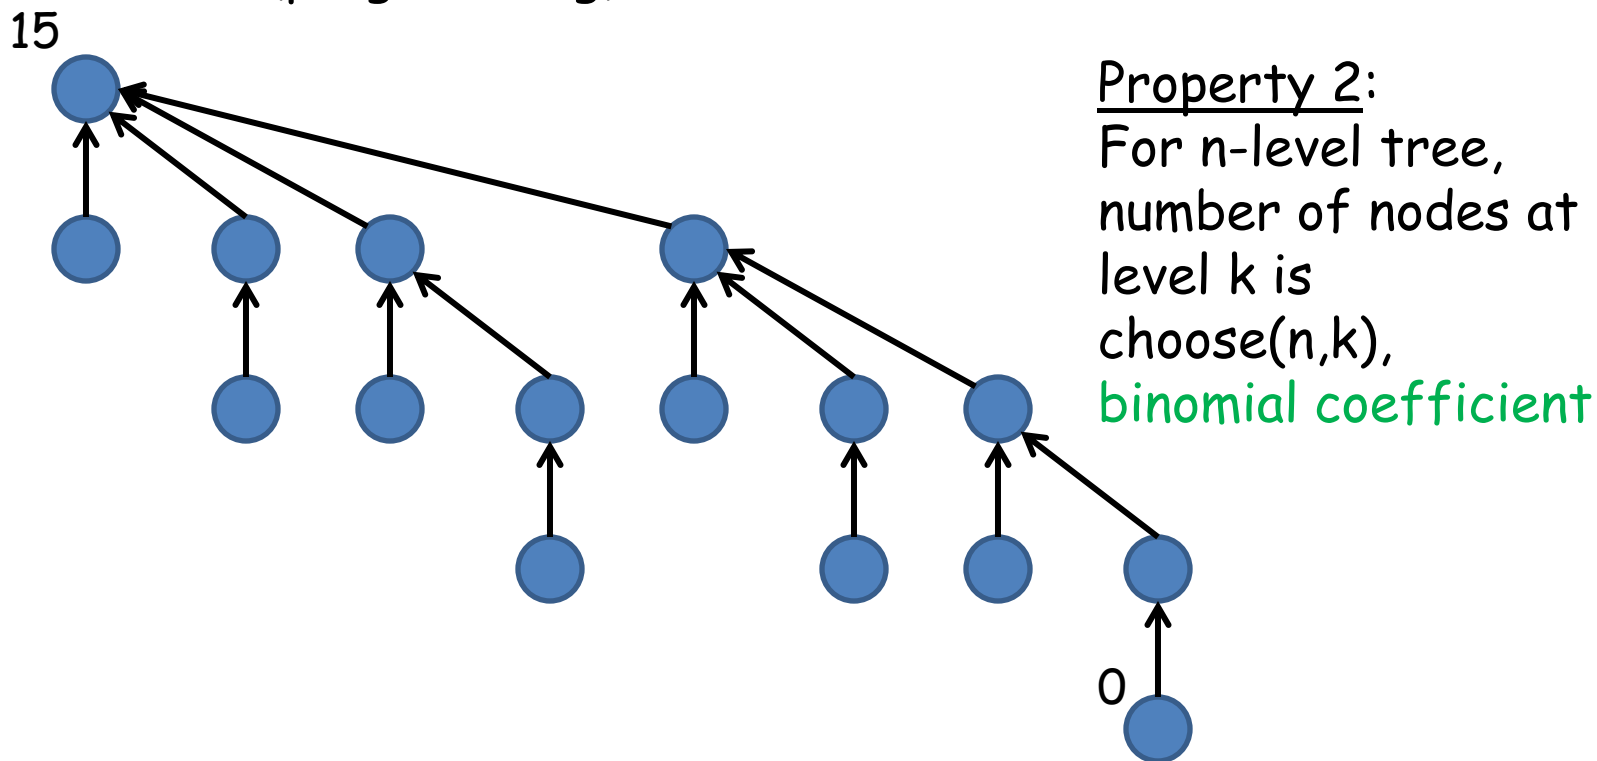 15
Property 2:
For n-level tree,
number of nodes at
level k is
choose(n,k),
binomial coefficient
0